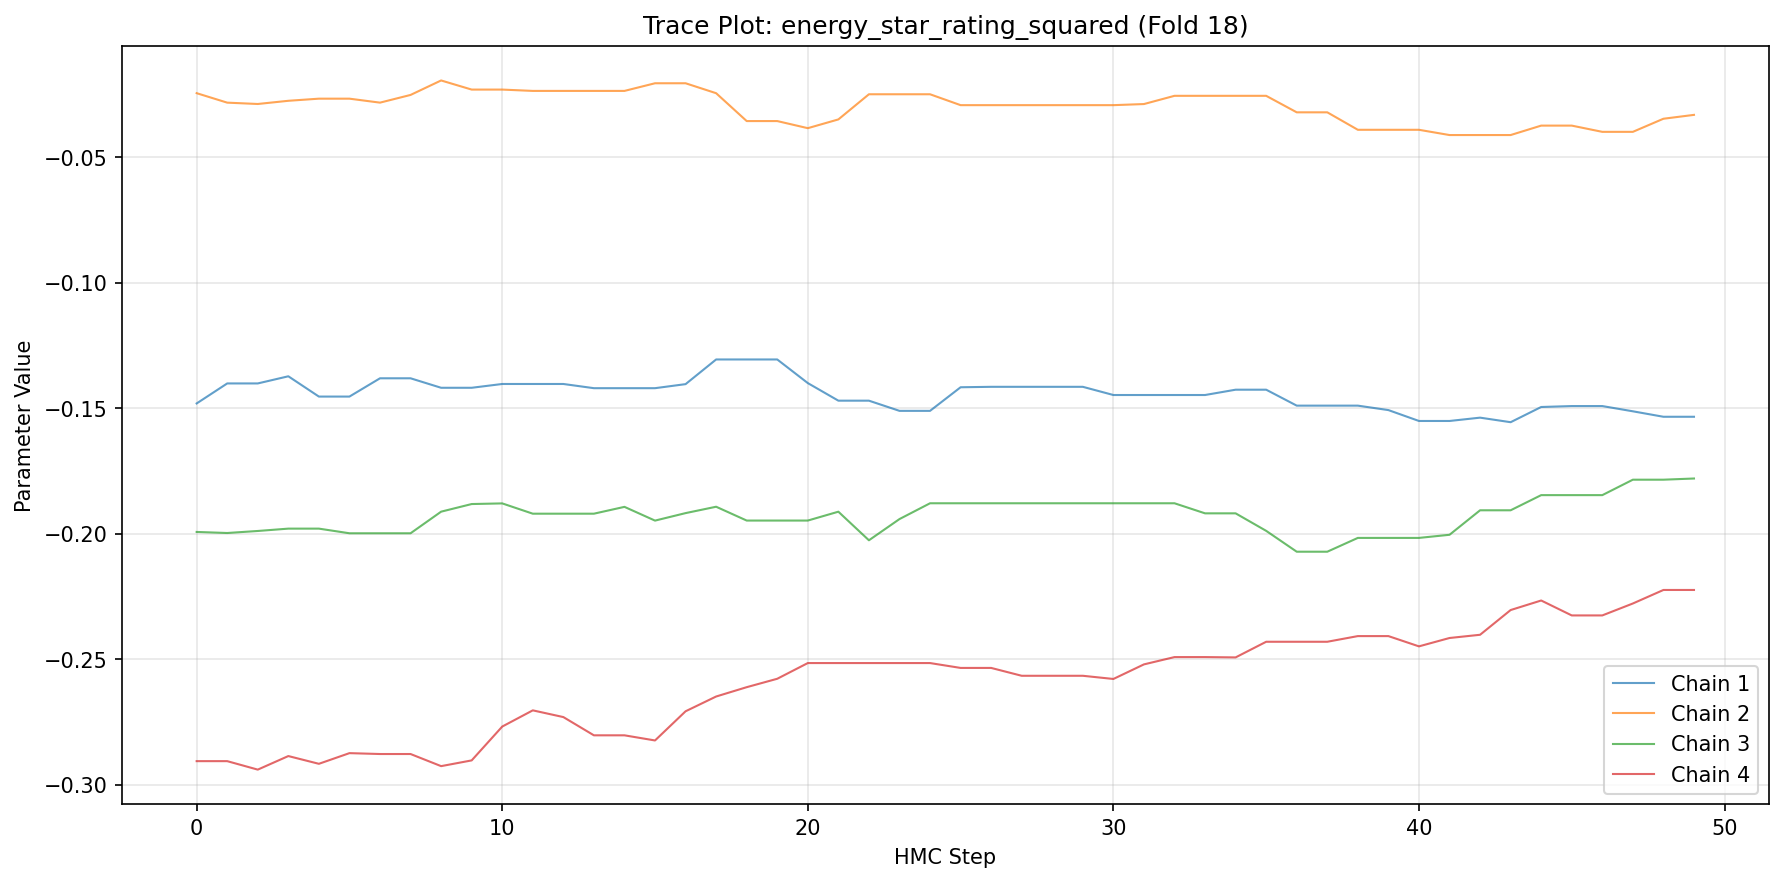 Trace Plot: energy_star_rating_squared (Fold 18)
Parameter Value
−0.05
−0.10
−0.15
−0.20
−0.25
−0.30
0
10
20
30
40
50
HMC Step
Chain 1
Chain 2
Chain 3
Chain 4